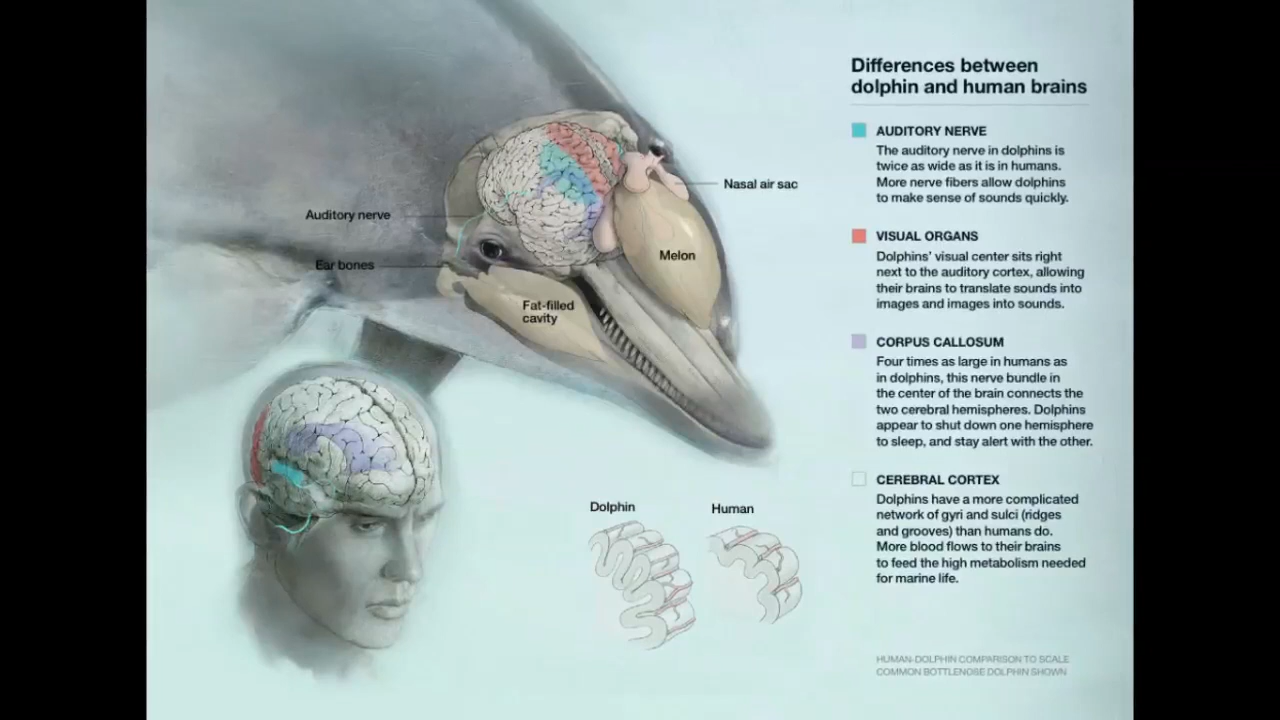 Differences between
dolphin and human brains
AUDITORY NERVE
The auditory nerve in dolphins is
twice as wide as it is in humans.
More nerve fibers allow dolphins
to make sense of sounds quickly.
VISUAL ORGANS
Dolphins' visual center sits right
next to the auditory cortex, allowing
their brains to translate sounds into
images and images into sounds.
CORPUS CALLOSUM
Four times as large in humans as
in dolphins, this nerve bundle in
the center of the brain connects the
two cerebral hemispheres. Dolphins
appear to shut down one hemisphere
to sleep, and stay alert with the other.
CEREBRAL CORTEX
Dolphins have a more complicated
network of gyri and sulci (ridges
and grooves) than humans do.
More blood flows to their brains
to feed the high metabolism needed
for marine life.
HUMAN-DOLPHIN COMPARISON TO SCALE
COMMON BOTTLENOSE DOLPHIN SHOWN
Nasal air sac
Auditory nerve
Ear bones
Melon
Fat-filled
cavity
Dolphin
Human